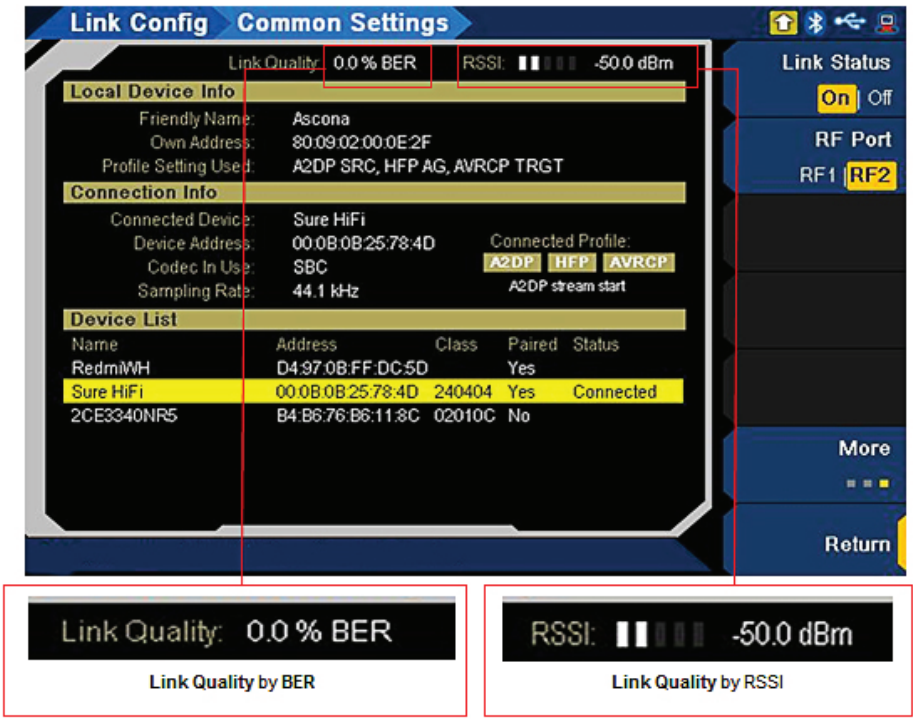 Link Config Common Settings
Link Quality: 0.0 % BER RSSI: -50.0 dBm
Link Status
On | Off
RF Port
RF1 | RF2
Local Device Info
Friendly Name: Ascona
Own Address: 80:09:02:00:0E:2F
Profile Setting Used: A2DP SRC, HFP AG, AVRCP TRGT
Connection Info
Connected Device: Sure HiFi
Device Address: 00:0B:0B:25:78:4D Connected Profile:
Codec In Use: SBC A2DP HFP AVRCP
Sampling Rate: 44.1 kHz A2DP stream start
Device List
Name Address Class Paired Status
RedmiWH D4:97:0B:FF:DC:5D Yes
Sure HiFi 00:0B:0B:25:78:4D 240404 Yes Connected
2CE3340NR5 B4:B6:76:B6:11:8C 02010C No
More
Return
Link Quality: 0.0 % BER
Link Quality by BER
RSSI: -50.0 dBm
Link Quality by RSSI